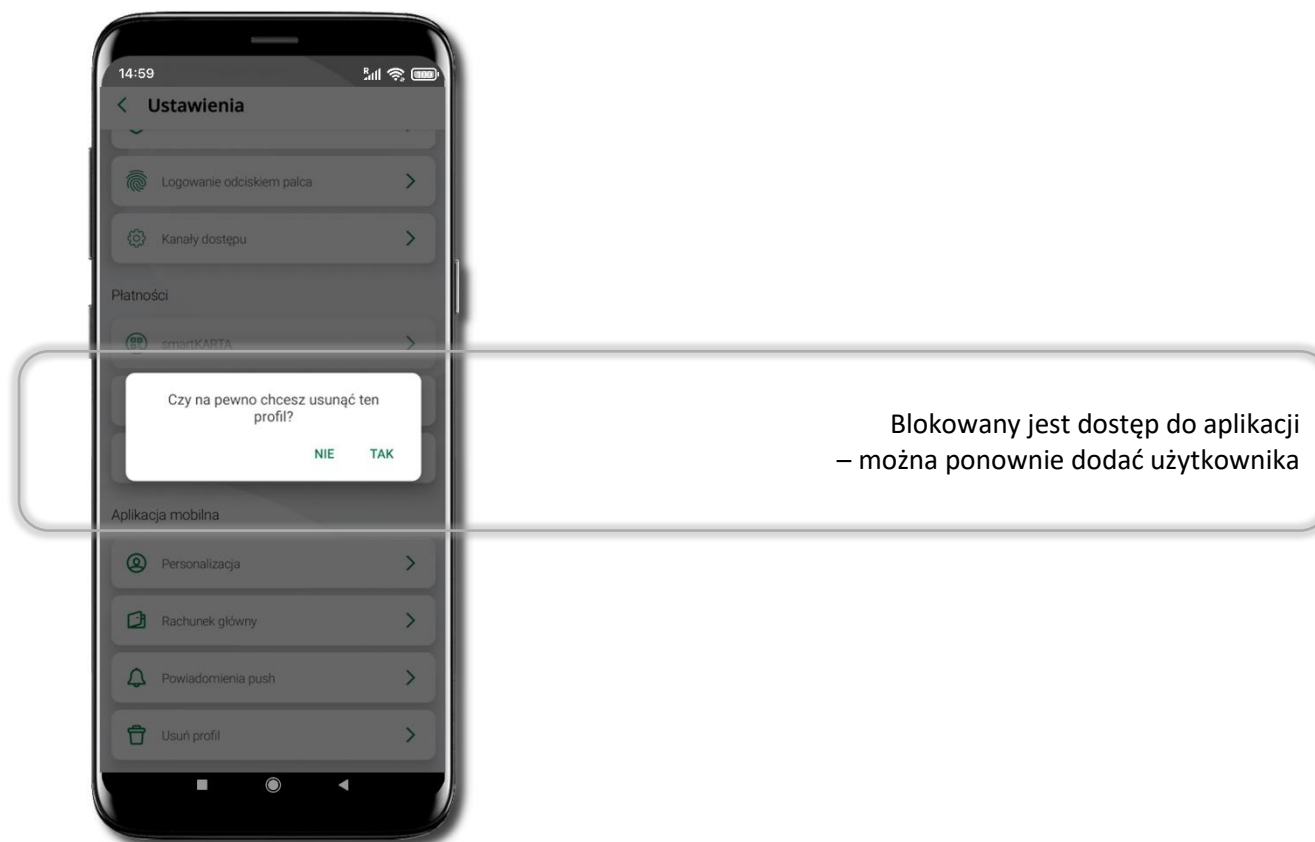 14:59
Ustawienia
Logowanie odciskiem palca
Kanały dostępu
Płatności
smartKARTA
Czy na pewno chcesz usunąć ten
profil?
NIE TAK
Blokowany jest dostęp do aplikacji
– można ponownie dodać użytkownika
Aplikacja mobilna
Personalizacja
Rachunek główny
Powiadomienia push
Usuń profil